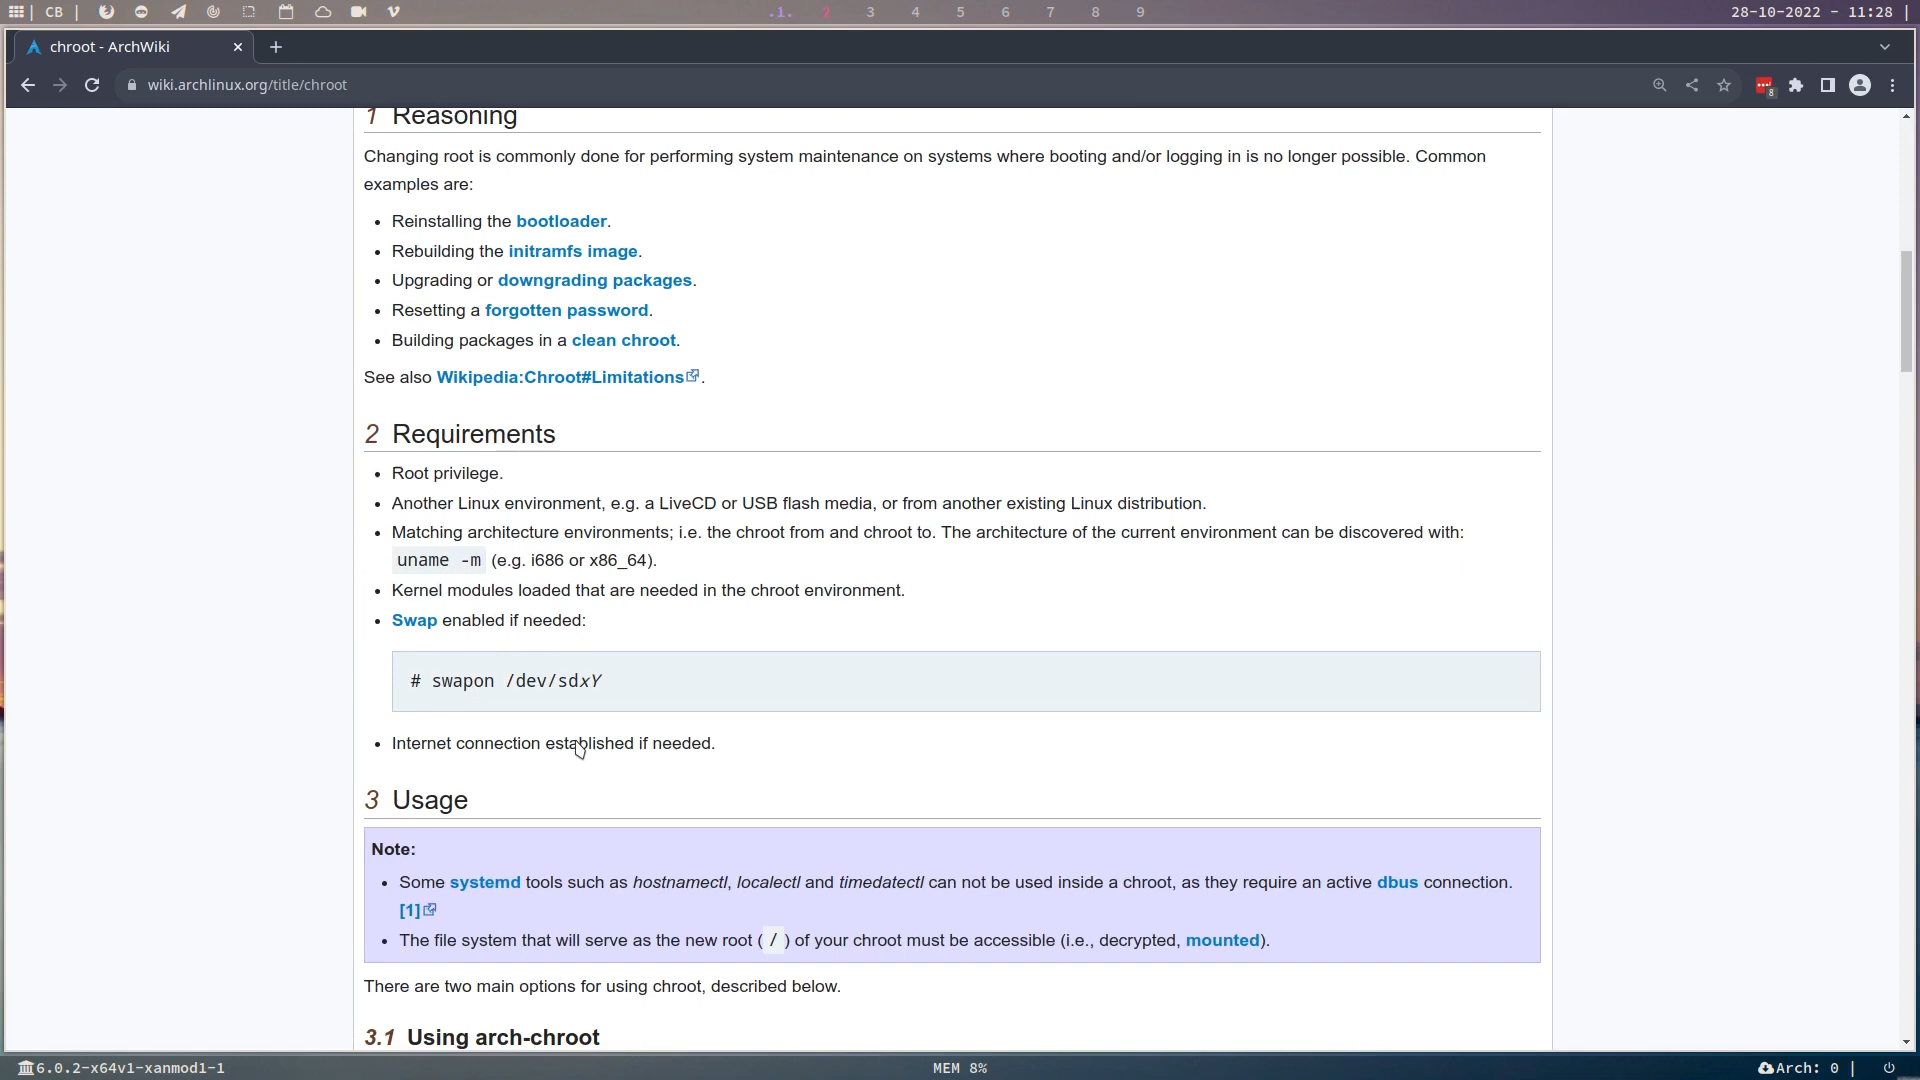 CB
.1. 2 3 4 5 6 7 8 9
28-10-2022 - 11:28 |
chroot - ArchWiki
wiki.archlinux.org/title/chroot
8
1 Reasoning
Changing root is commonly done for performing system maintenance on systems where booting and/or logging in is no longer possible. Common
examples are:
• Reinstalling the bootloader.
• Rebuilding the initramfs image.
• Upgrading or downgrading packages.
• Resetting a forgotten password.
• Building packages in a clean chroot.
See also Wikipedia:Chroot#Limitations.
2 Requirements
• Root privilege.
• Another Linux environment, e.g. a LiveCD or USB flash media, or from another existing Linux distribution.
• Matching architecture environments; i.e. the chroot from and chroot to. The architecture of the current environment can be discovered with:
uname -m (e.g. i686 or x86_64).
• Kernel modules loaded that are needed in the chroot environment.
• Swap enabled if needed:
# swapon /dev/sdxY
• Internet connection established if needed.
3 Usage
Note:
• Some systemd tools such as hostnamectl, localectl and timedatectl can not be used inside a chroot, as they require an active dbus connection.
[1]
• The file system that will serve as the new root ( / ) of your chroot must be accessible (i.e., decrypted, mounted).
There are two main options for using chroot, described below.
3.1 Using arch-chroot
6.0.2-x64v1-xanmod1-1
MEM 8%
Arch: 0 |